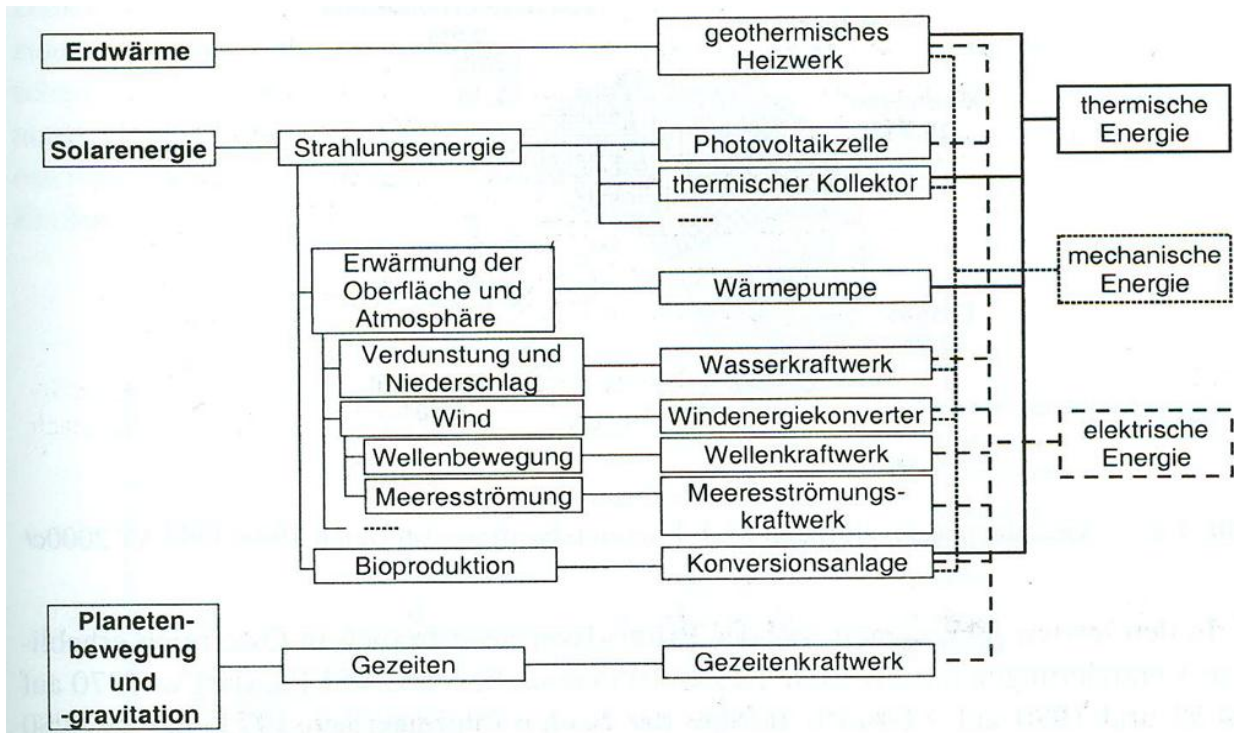 Erdwärme
geothermisches
Heizwerk
thermische
Energie
Solarenergie
Strahlungsenergie
Photovoltaikzelle
thermischer Kollektor
Erwärmung der
Oberfläche und
Atmosphäre
Wärmepumpe
mechanische
Energie
Verdunstung und
Niederschlag
Wasserkraftwerk
Wind
Windenergiekonverter
elektrische
Energie
Wellenbewegung
Wellenkraftwerk
Meeresströmung
Meeresströmungs-
kraftwerk
Bioproduktion
Konversionsanlage
Planeten-
bewegung
und
-gravitation
Gezeiten
Gezeitenkraftwerk